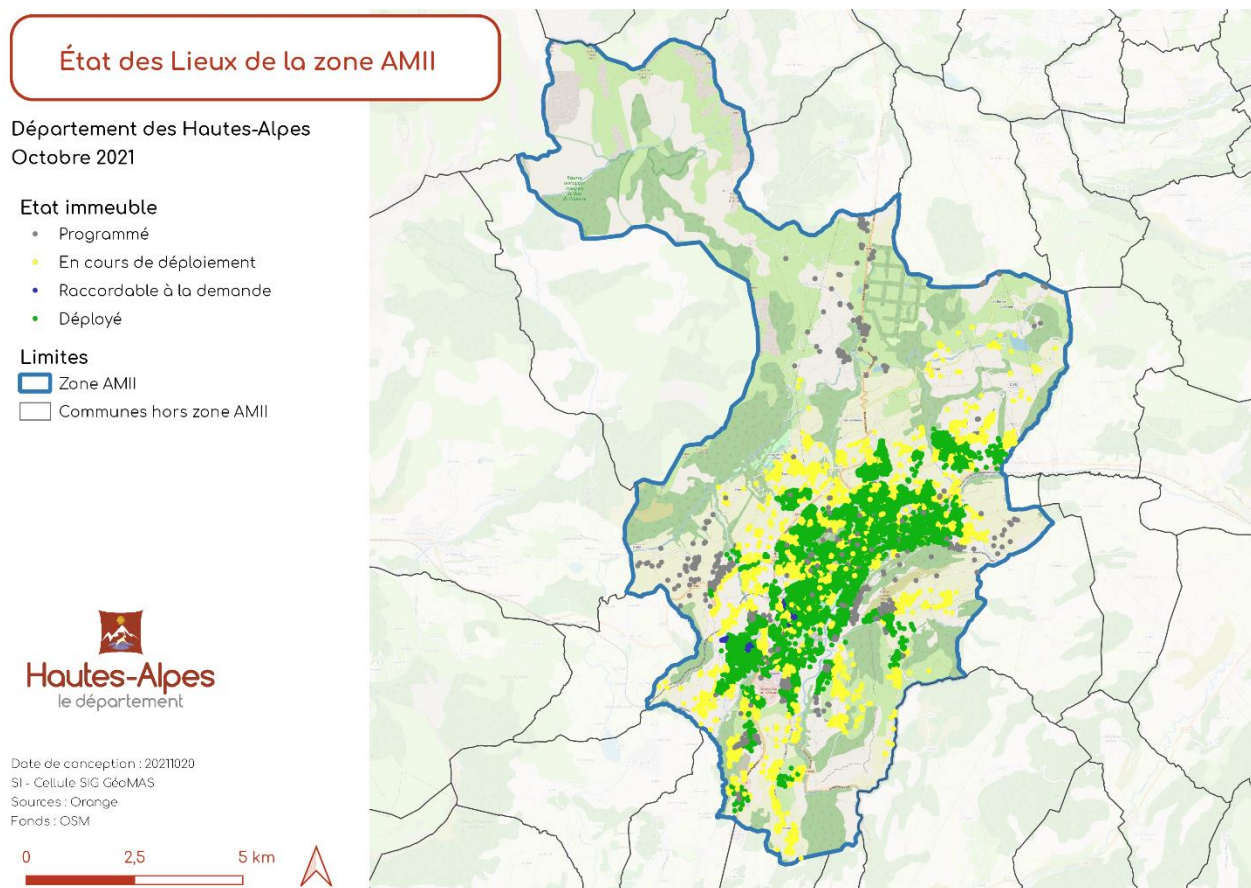 État des Lieux de la zone AMII
Département des Hautes-Alpes
Octobre 2021
Etat immeuble
Programmé
En cours de déploiement
Raccordable à la demande
Déployé
Limites
Zone AMII
Communes hors zone AMII
Hautes-Alpes
le département
Date de conception : 20211020
SI - Cellule SIG GéoMAS
Sources : Orange
Fonds : OSM
0 2,5 5 km